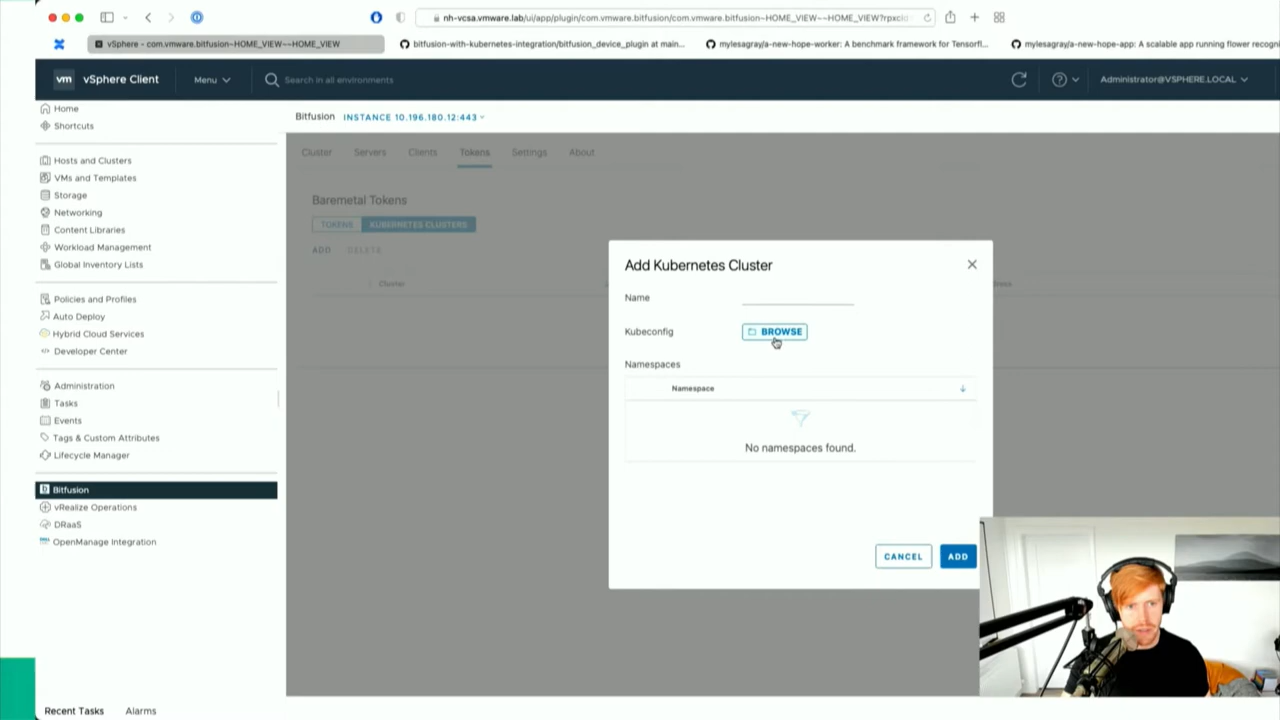 nh-vcsa.vmware.lab/ui/app/plugin/com.vmware.bitfusion/com.vmware.bitfusion~HOME_VIEW~~HOME_VIEW?rpxcid
vSphere - com.vmware.bitfusion~HOME_VIEW~~HOME_VIEW
bitfusion-with-kubernetes-integration/bitfusion_device_plugin at main...
mylesagray/a-new-hope-worker: A benchmark framework for Tensorfl...
mylesagray/a-new-hope-app: A scalable app running flower recogni
vm vSphere Client Menu Search in all environments Administrator@VSPHERE.LOCAL
Home
Shortcuts
Hosts and Clusters
VMs and Templates
Storage
Networking
Content Libraries
Workload Management
Global Inventory Lists
Policies and Profiles
Auto Deploy
Hybrid Cloud Services
Developer Center
Administration
Tasks
Events
Tags & Custom Attributes
Lifecycle Manager
Bitfusion
vRealize Operations
DRaaS
OpenManage Integration
Bitfusion INSTANCE 10.196.180.12:443
Cluster Servers Clients Tokens Settings About
Baremetal Tokens
TOKENS KUBERNETES CLUSTERS
ADD DELETE
Cluster
Add Kubernetes Cluster
Name
Kubeconfig BROWSE
Namespaces
Namespace
No namespaces found.
CANCEL ADD
Recent Tasks Alarms